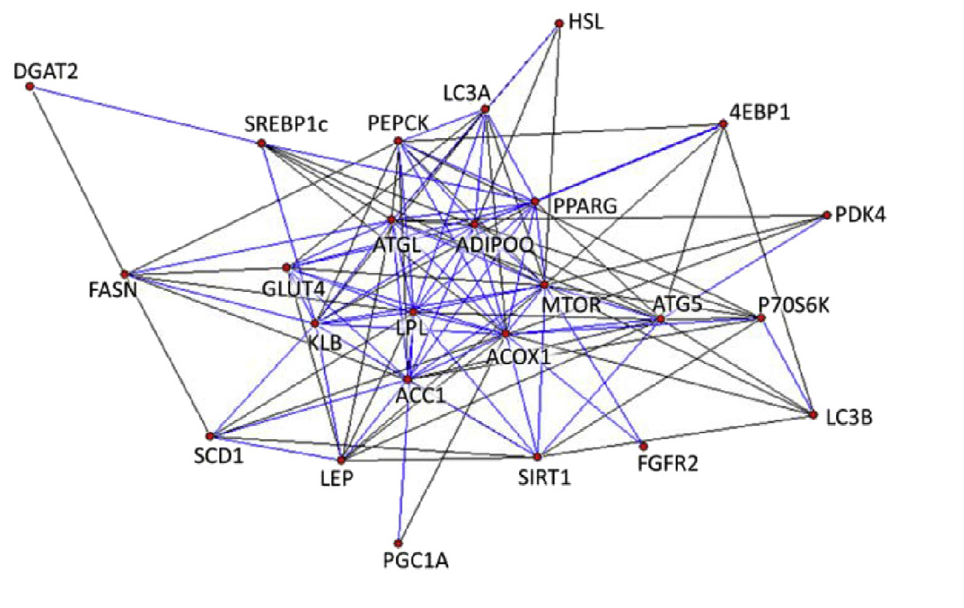 HSL
DGAT2
LC3A
SREBP1c
PEPCK
4EBP1
PPARG
PDK4
ATGL
ADIPOQ
FASN
GLUT4
MTOR
ATG5
P70S6K
KLB
LPL
ACOX1
ACC1
LC3B
SCD1
LEP
SIRT1
FGFR2
PGC1A